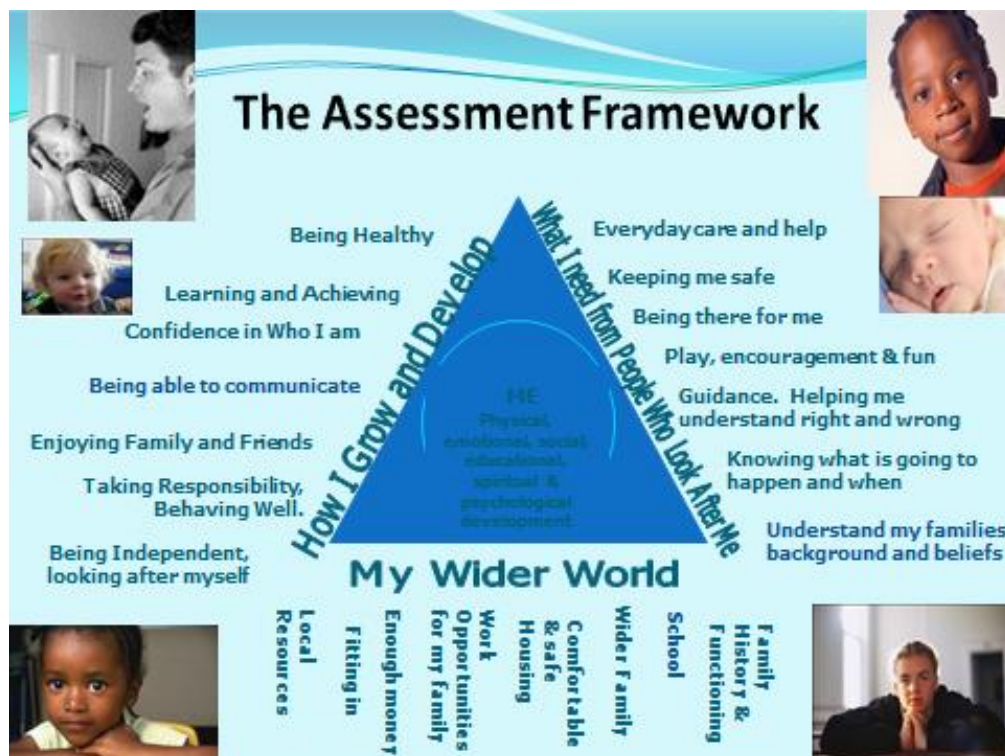 The Assessment Framework
Being Healthy
Learning and Achieving
Confidence in Who I am
Being able to communicate
Enjoying Family and Friends
Taking Responsibility,
Behaving Well.
Being Independent,
looking after myself
How I Grow and Develop
What I need from People Who Look After Me
Everyday care and help
Keeping me safe
Being there for me
Play, encouragement & fun
Guidance. Helping me
understand right and wrong
Knowing what is going to
happen and when
Understand my families
background and beliefs
HE
Physical,
emotional, social,
educational,
spiritual &
psychological
development
My Wider World
Local
Resources
Fitting in
Enough money
Work
Opportunities
for my family
Comfortable
& safe
Housing
Wider Family
School
Family
History &
Functioning